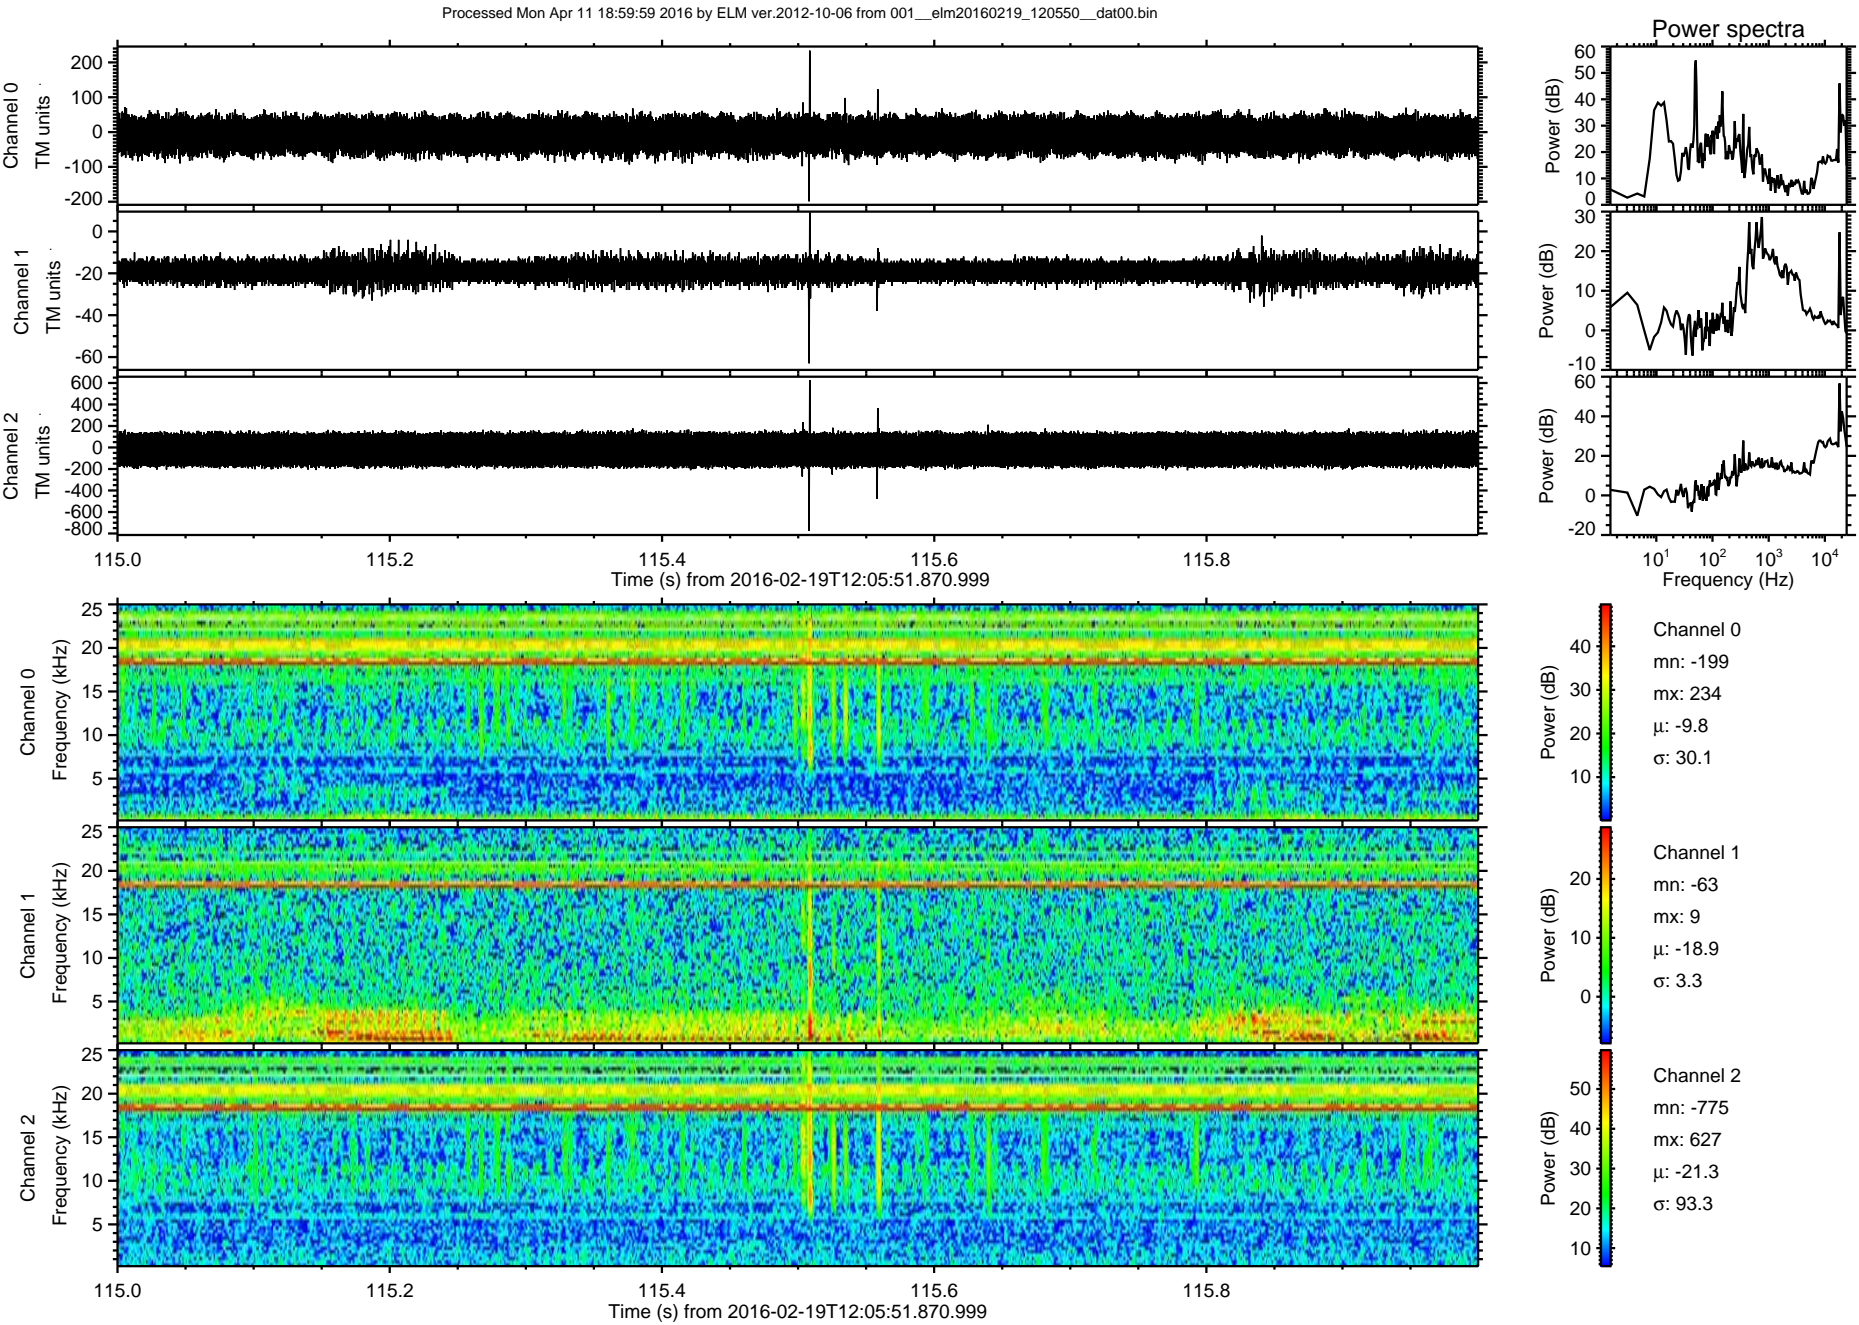 Processed Mon Apr 11 18:59:59 2016 by ELM ver.2012-10-06 from 001__elm20160219_120550__dat00.bin
Power spectra
Channel 0
TM units
200
100
0
-100
-200
Power (dB)
60
50
40
30
20
10
0
Channel 1
TM units
0
-20
-40
-60
Power (dB)
30
20
10
0
-10
Channel 2
TM units
600
400
200
0
-200
-400
-600
-800
Power (dB)
60
40
20
0
-20
115.0 115.2 115.4 115.6 115.8
Time (s) from 2016-02-19T12:05:51.870.999
10¹ 10² 10³ 10⁴
Frequency (Hz)
Channel 0
Frequency (kHz)
25
20
15
10
5
Power (dB)
40
30
20
10
Channel 0
mn: -199
mx: 234
µ: -9.8
σ: 30.1
Channel 1
Frequency (kHz)
25
20
15
10
5
Power (dB)
20
10
0
Channel 1
mn: -63
mx: 9
µ: -18.9
σ: 3.3
Channel 2
Frequency (kHz)
25
20
15
10
5
Power (dB)
50
40
30
20
10
Channel 2
mn: -775
mx: 627
µ: -21.3
σ: 93.3
115.0 115.2 115.4 115.6 115.8
Time (s) from 2016-02-19T12:05:51.870.999